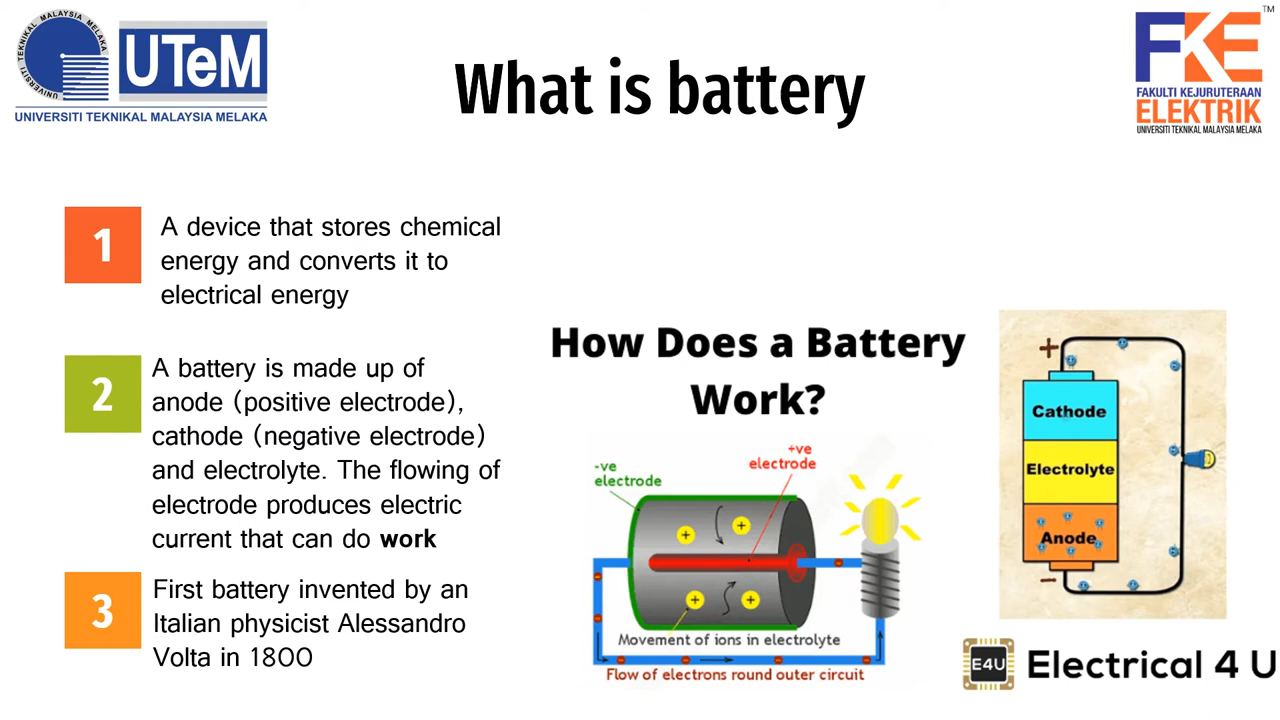 UNIVERSITI TEKNIKAL MALAYSIA MELAKA
UTeM
UNIVERSITI TEKNIKAL MALAYSIA MELAKA
What is battery
FKE
TM
FAKULTI KEJURUTERAAN
ELEKTRIK
UNIVERSITI TEKNIKAL MALAYSIA MELAKA
1
A device that stores chemical
energy and converts it to
electrical energy
2
A battery is made up of
anode (positive electrode),
cathode (negative electrode)
and electrolyte. The flowing of
electrode produces electric
current that can do work
3
First battery invented by an
Italian physicist Alessandro
Volta in 1800
How Does a Battery
Work?
-ve
electrode
+ve
electrode
+
+
+
+
Movement of ions in electrolyte
Flow of electrons round outer circuit
+
Cathode
Electrolyte
Anode
-
E4U
Electrical 4 U